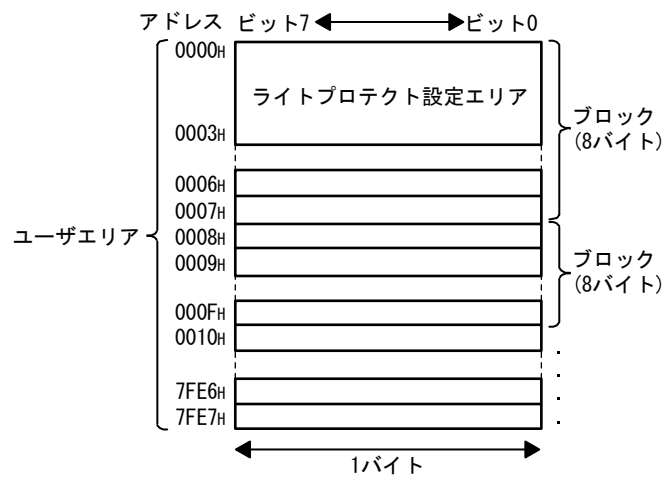 アドレス ビット7 ビット0
0000H
ライトプロテクト設定エリア
ブロック
(8バイト)
0003H
0006H
0007H
ユーザエリア
0008H
0009H
ブロック
(8バイト)
000FH
0010H
7FE6H
7FE7H
1バイト